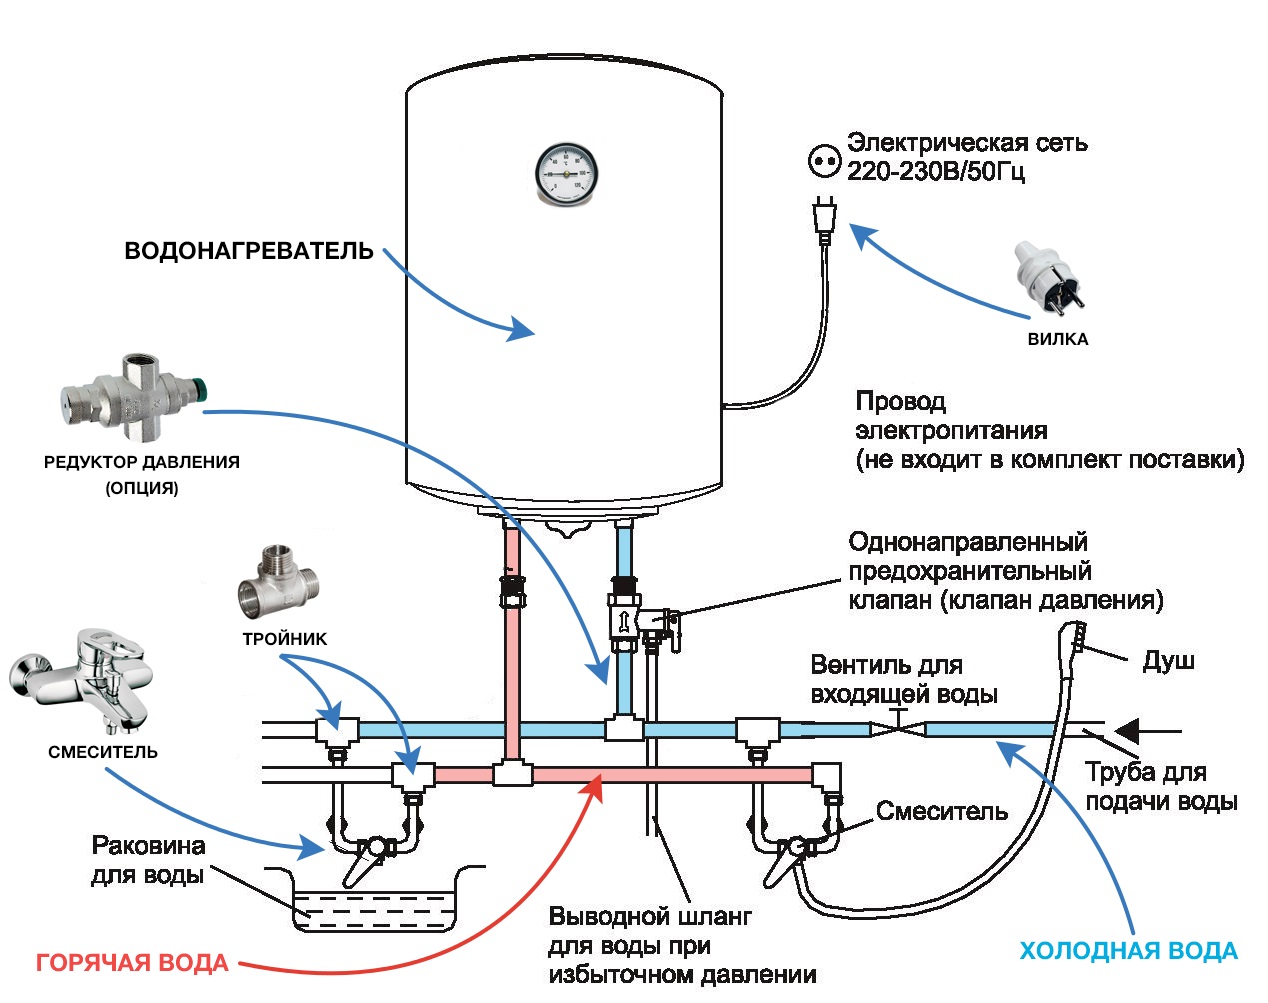 Электрическая сеть
220-230В/50Гц
ВОДОНАГРЕВАТЕЛЬ
ВИЛКА
Провод
электропитания
(не входит в комплект поставки)
РЕДУКТОР ДАВЛЕНИЯ
(ОПЦИЯ)
Однонаправленный
предохранительный
клапан (клапан давления)
ТРОЙНИК
Душ
Вентиль для
входящей воды
СМЕСИТЕЛЬ
Труба для
подачи воды
Смеситель
Раковина
для воды
Выводной шланг
для воды при
избыточном давлении
ГОРЯЧАЯ ВОДА
ХОЛОДНАЯ ВОДА